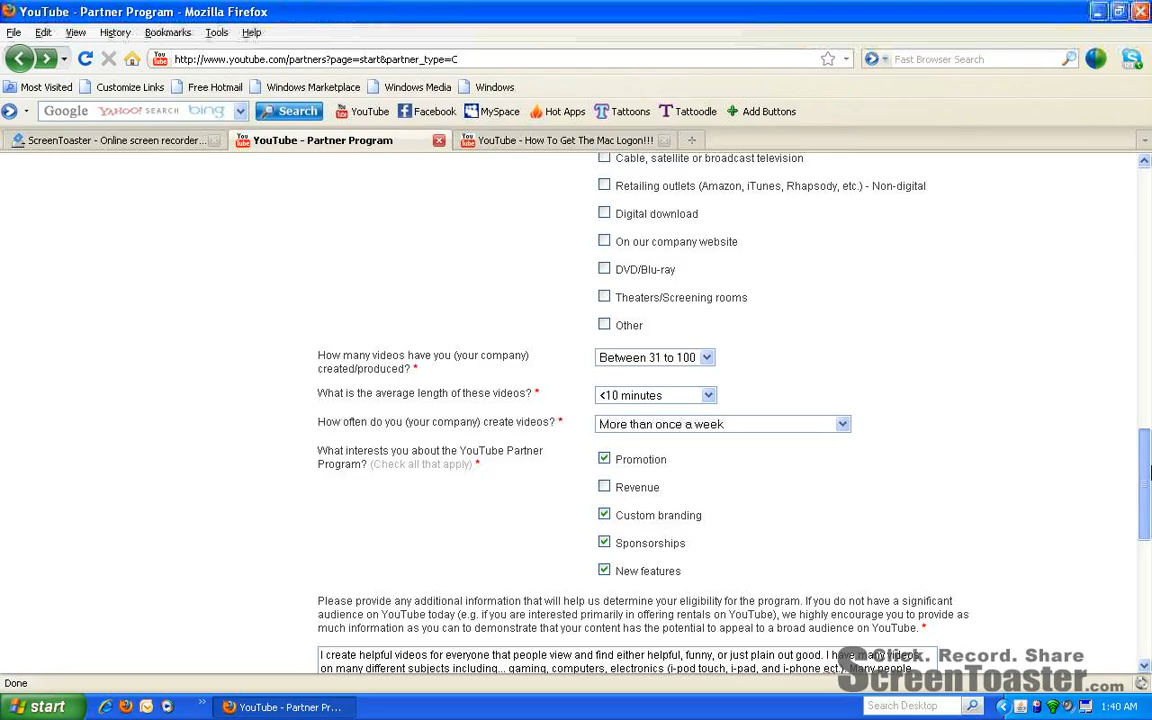 YouTube - Partner Program - Mozilla Firefox
File Edit View History Bookmarks Tools Help
You Tube http://www.youtube.com/partners?page=start&partner_type=C Fast Browser Search
Most Visited Customize Links Free Hotmail Windows Marketplace Windows Media Windows
Google YAHOO! SEARCH bing Search YouTube Facebook MySpace Hot Apps Tattoons Tattoodle Add Buttons
ScreenToaster - Online screen recorder... YouTube - Partner Program YouTube - How To Get The Mac Logon!!!
Cable, satellite or broadcast television
Retailing outlets (Amazon, iTunes, Rhapsody, etc.) - Non-digital
Digital download
On our company website
DVD/Blu-ray
Theaters/Screening rooms
Other
How many videos have you (your company)
created/produced? * Between 31 to 100
What is the average length of these videos? * <10 minutes
How often do you (your company) create videos? * More than once a week
What interests you about the YouTube Partner
Program? (Check all that apply) *
Promotion
Revenue
Custom branding
Sponsorships
New features
Please provide any additional information that will help us determine your eligibility for the program. If you do not have a significant
audience on YouTube today (e.g. if you are interested primarily in offering rentals on YouTube), we highly encourage you to provide as
much information as you can to demonstrate that your content has the potential to appeal to a broad audience on YouTube. *
I create helpful videos for everyone that people view and find either helpful, funny, or just plain out good. I have many videos
on many different subjects including... gaming, computers, electronics (i-pod touch, i-pad, and i-phone ect.). Many people
Click. Record. Share
ScreenToaster.com
Done
start YouTube - Partner Pr... Search Desktop 1:40 AM